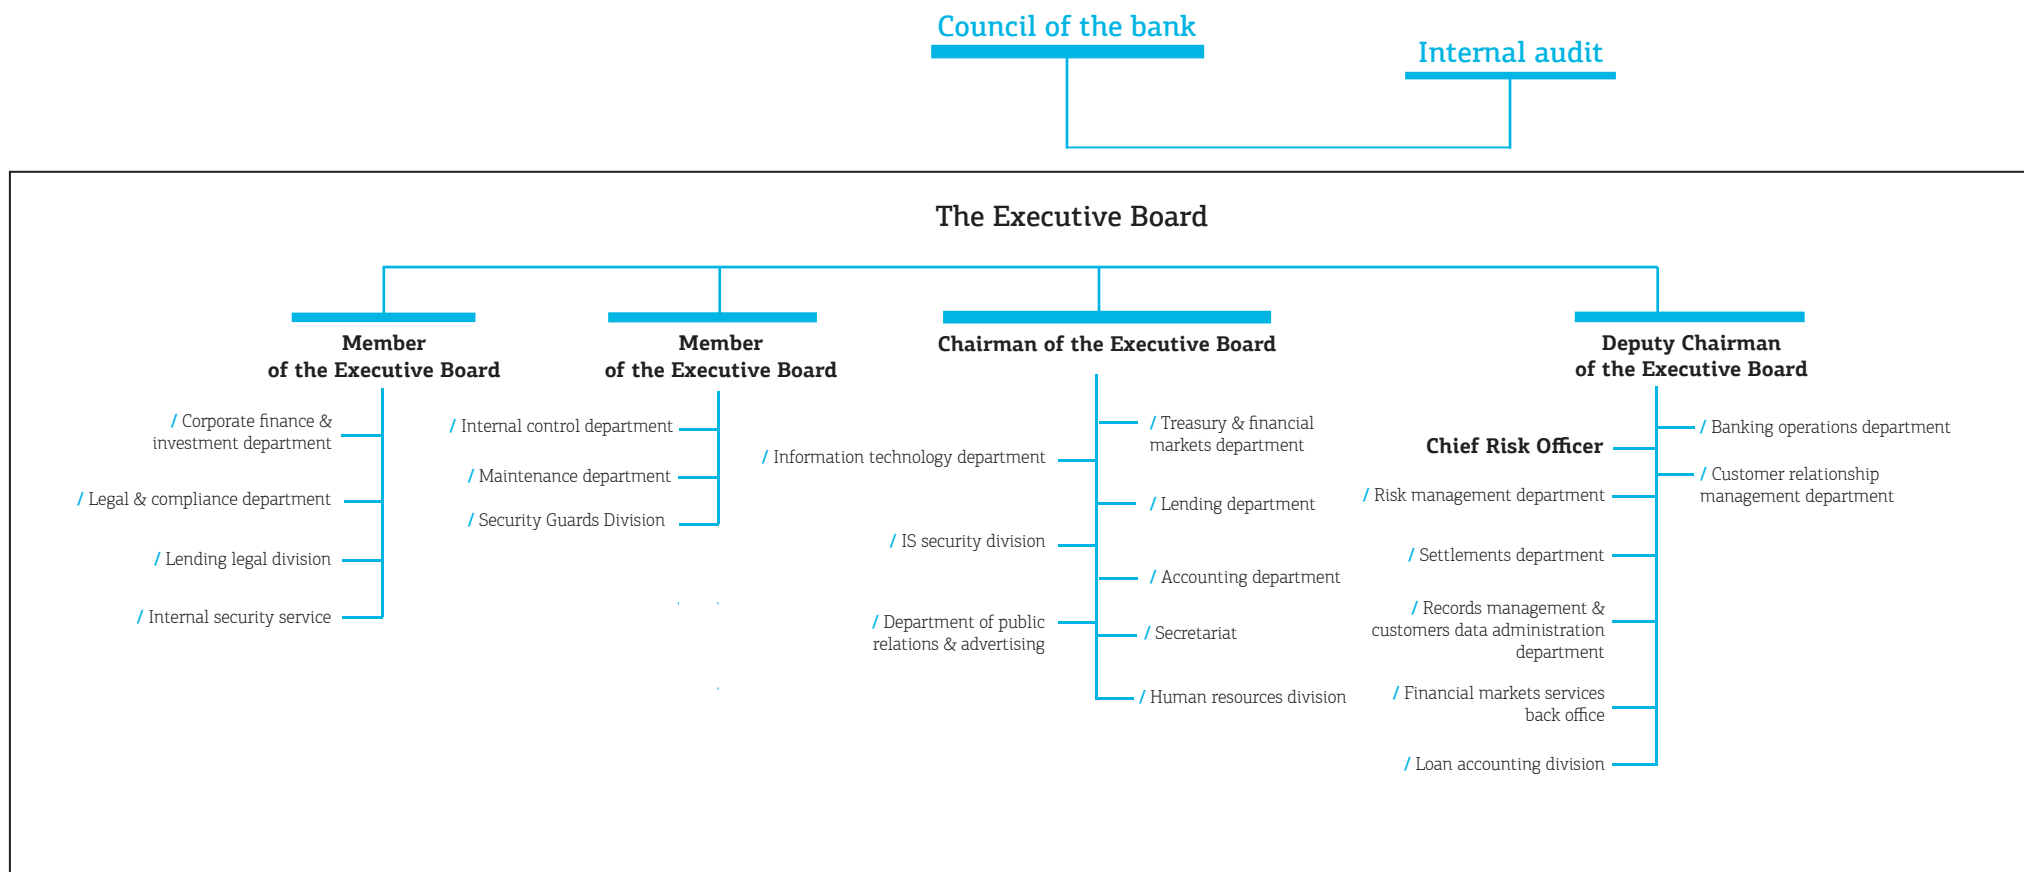 Council of the bank
Internal audit
The Executive Board
Member
of the Executive Board
/ Corporate finance &
investment department
/ Legal & compliance department
/ Lending legal division
/ Internal security service
Member
of the Executive Board
/ Internal control department
/ Maintenance department
/ Security Guards Division
Chairman of the Executive Board
/ Information technology department
/ IS security division
/ Department of public
relations & advertising
/ Treasury & financial
markets department
/ Lending department
/ Accounting department
/ Secretariat
/ Human resources division
Deputy Chairman
of the Executive Board
Chief Risk Officer
/ Risk management department
/ Settlements department
/ Records management &
customers data administration
department
/ Financial markets services
back office
/ Loan accounting division
/ Banking operations department
/ Customer relationship
management department